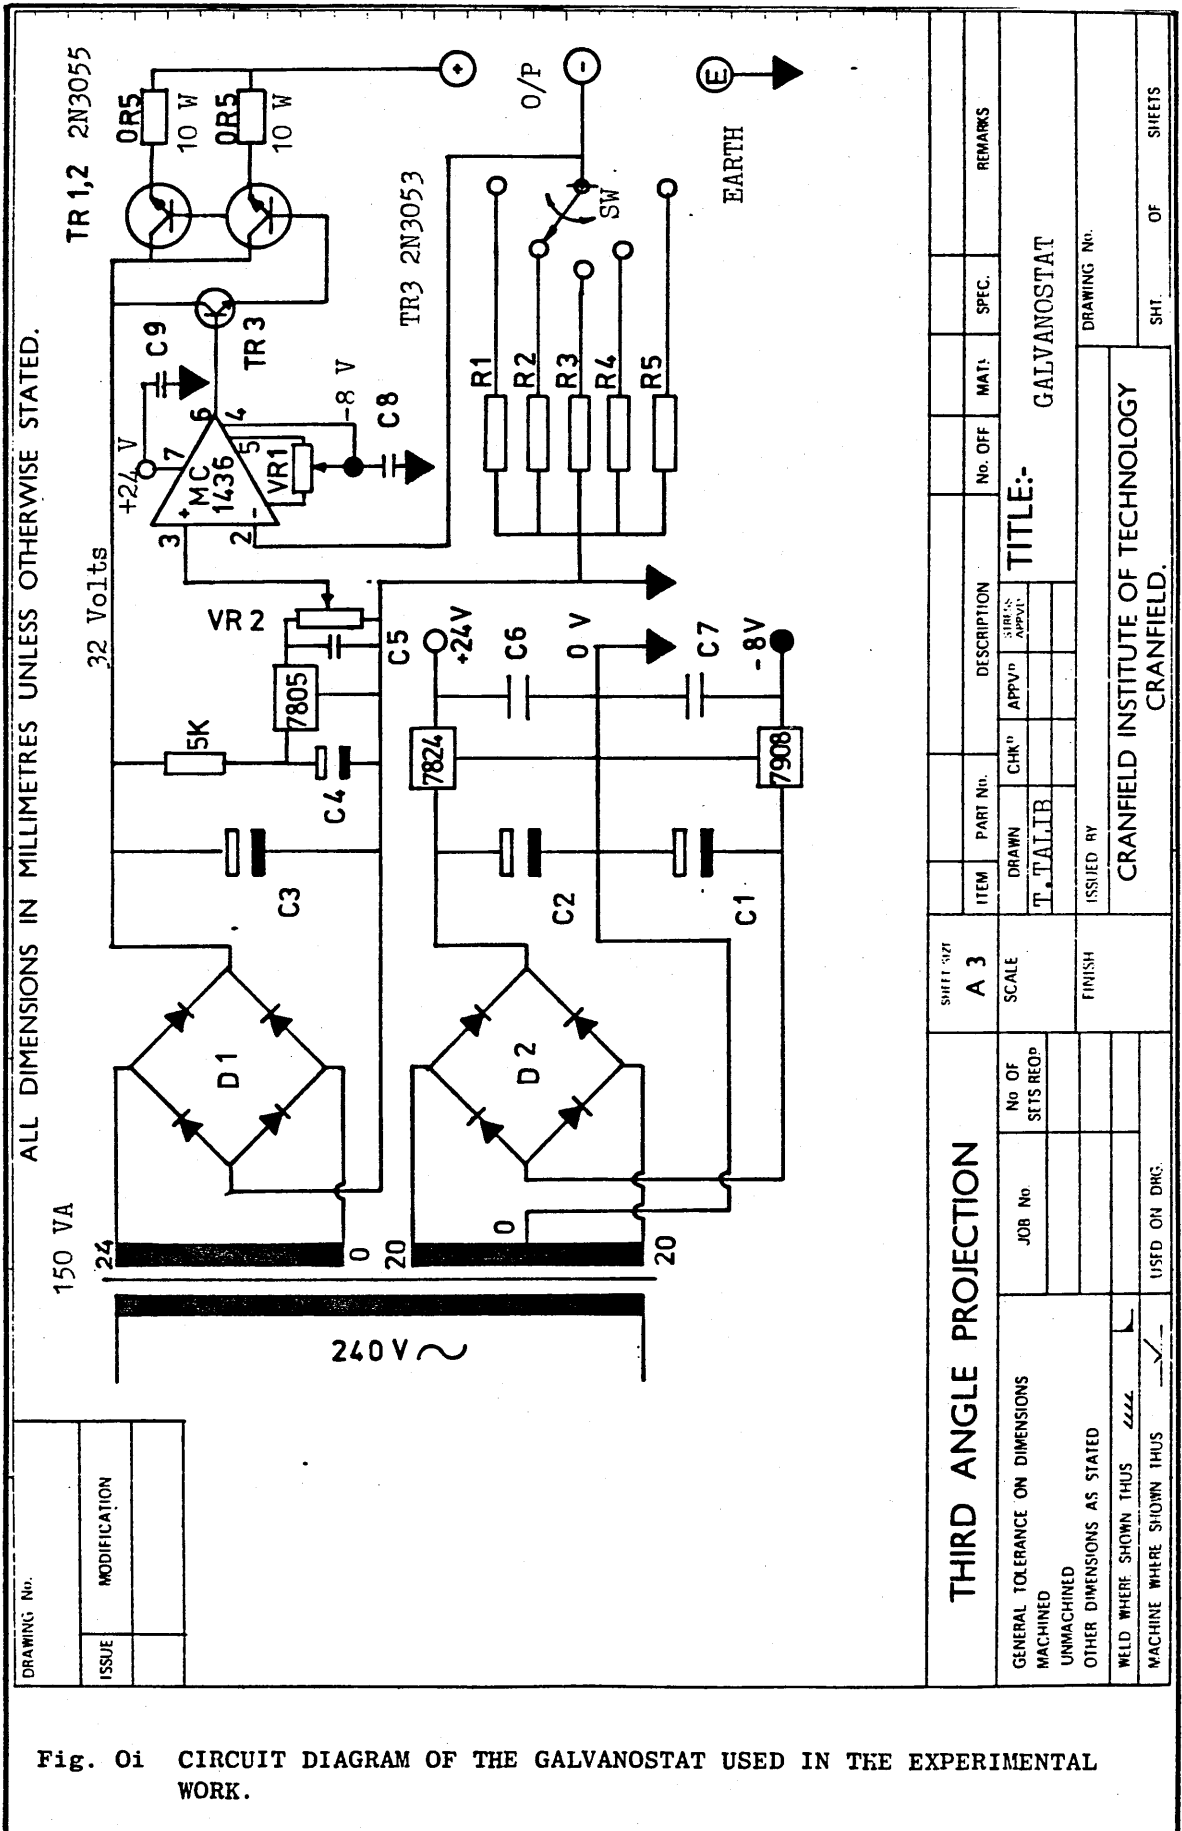 ALL DIMENSIONS IN MILLIMETRES UNLESS OTHERWISE STATED.
DRAWING No.
ISSUE
MODIFICATION
150 VA
240 V
24
0
20
0
20
D1
D2
C3
C2
C1
32 Volts
5K
C4
7805
C5
VR 2
7824
7908
+24V
C6
0 V
C7
-8V
3
2
+
-
MC
1436
7
6
5
4
+24 V
C9
VR1
-8 V
C8
TR 3
TR 1,2 2N3055
0R5
10 W
0R5
10 W
TR3 2N3053
R1
R2
R3
R4
R5
SW
O/P
+
-
E
EARTH
THIRD ANGLE PROJECTION
GENERAL TOLERANCE ON DIMENSIONS
MACHINED
UNMACHINED
OTHER DIMENSIONS AS STATED
WELD WHERE SHOWN THUS
MACHINE WHERE SHOWN THUS
JOB No
No OF
SETS REQD
USED ON DRG.
SHEET SIZE
A 3
SCALE
FINISH
ITEM
PART No.
DESCRIPTION
No. OFF
MATL
SPEC.
REMARKS
DRAWN
CHKD
APPVD
STRESS
APPVD
T.TALIB
TITLE:-
GALVANOSTAT
ISSUED BY
CRANFIELD INSTITUTE OF TECHNOLOGY
CRANFIELD.
DRAWING No.
SHT.
OF
SHEETS
Fig. 0i CIRCUIT DIAGRAM OF THE GALVANOSTAT USED IN THE EXPERIMENTAL
WORK.